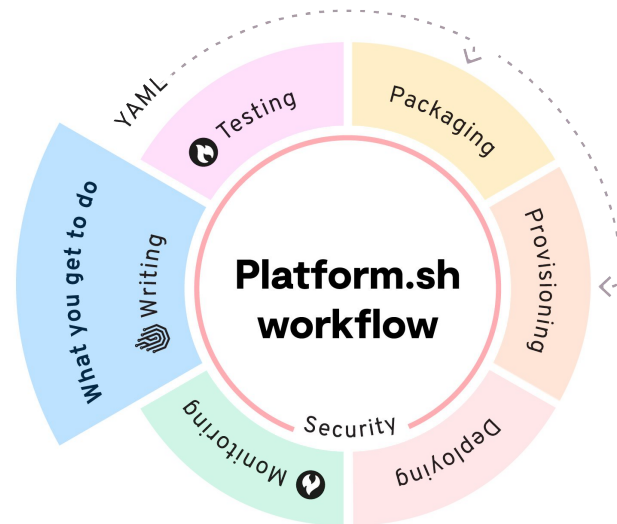 YAML
Testing
Packaging
Provisioning
Deploying
Security
Monitoring
Writing
What you get to do
Platform.sh
workflow